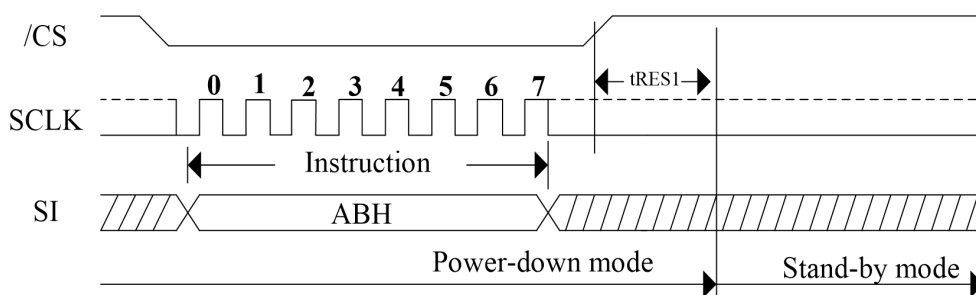 /CS
tRES1
0 1 2 3 4 5 6 7
SCLK
Instruction
SI
ABH
Power-down mode
Stand-by mode